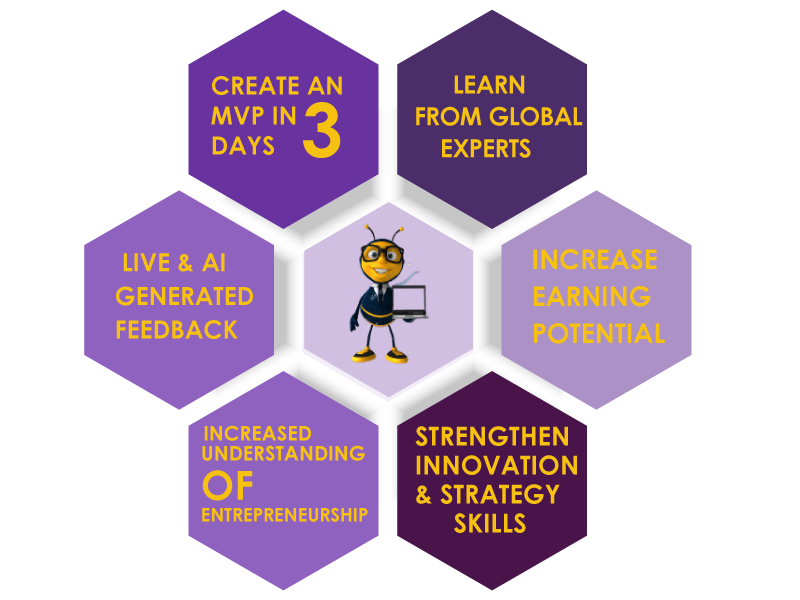 CREATE AN
MVP IN 3
DAYS
LEARN
FROM GLOBAL
EXPERTS
LIVE & AI
GENERATED
FEEDBACK
INCREASE
EARNING
POTENTIAL
INCREASED
UNDERSTANDING
OF
ENTREPRENEURSHIP
STRENGTHEN
INNOVATION
& STRATEGY
SKILLS